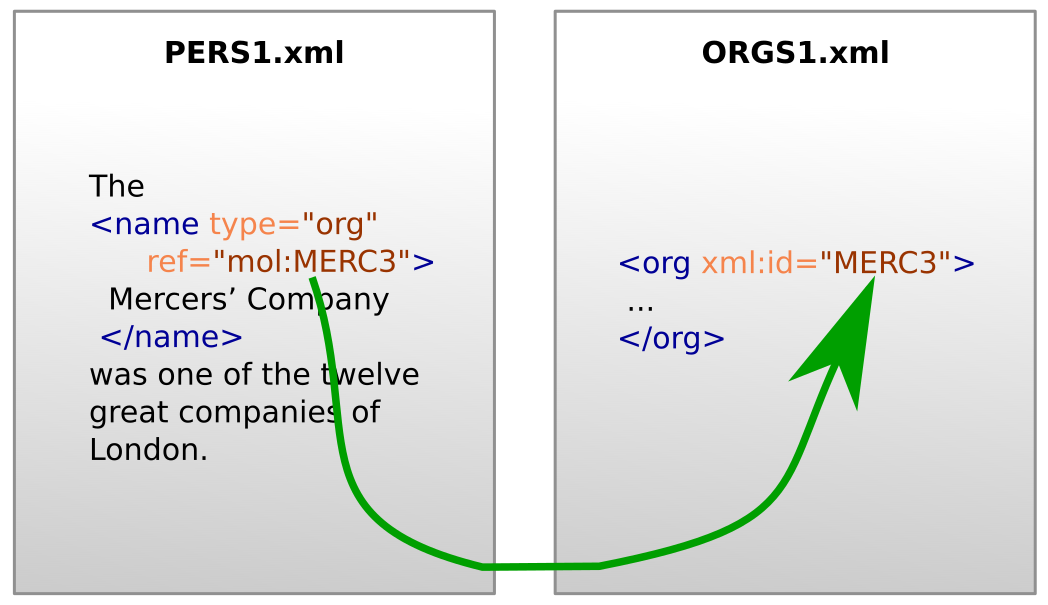 PERS1.xml
The
<name type="org"
ref="mol:MERC3">
Mercers’ Company
</name>
was one of the twelve
great companies of
London.
ORGS1.xml
<org xml:id="MERC3">
...
</org>